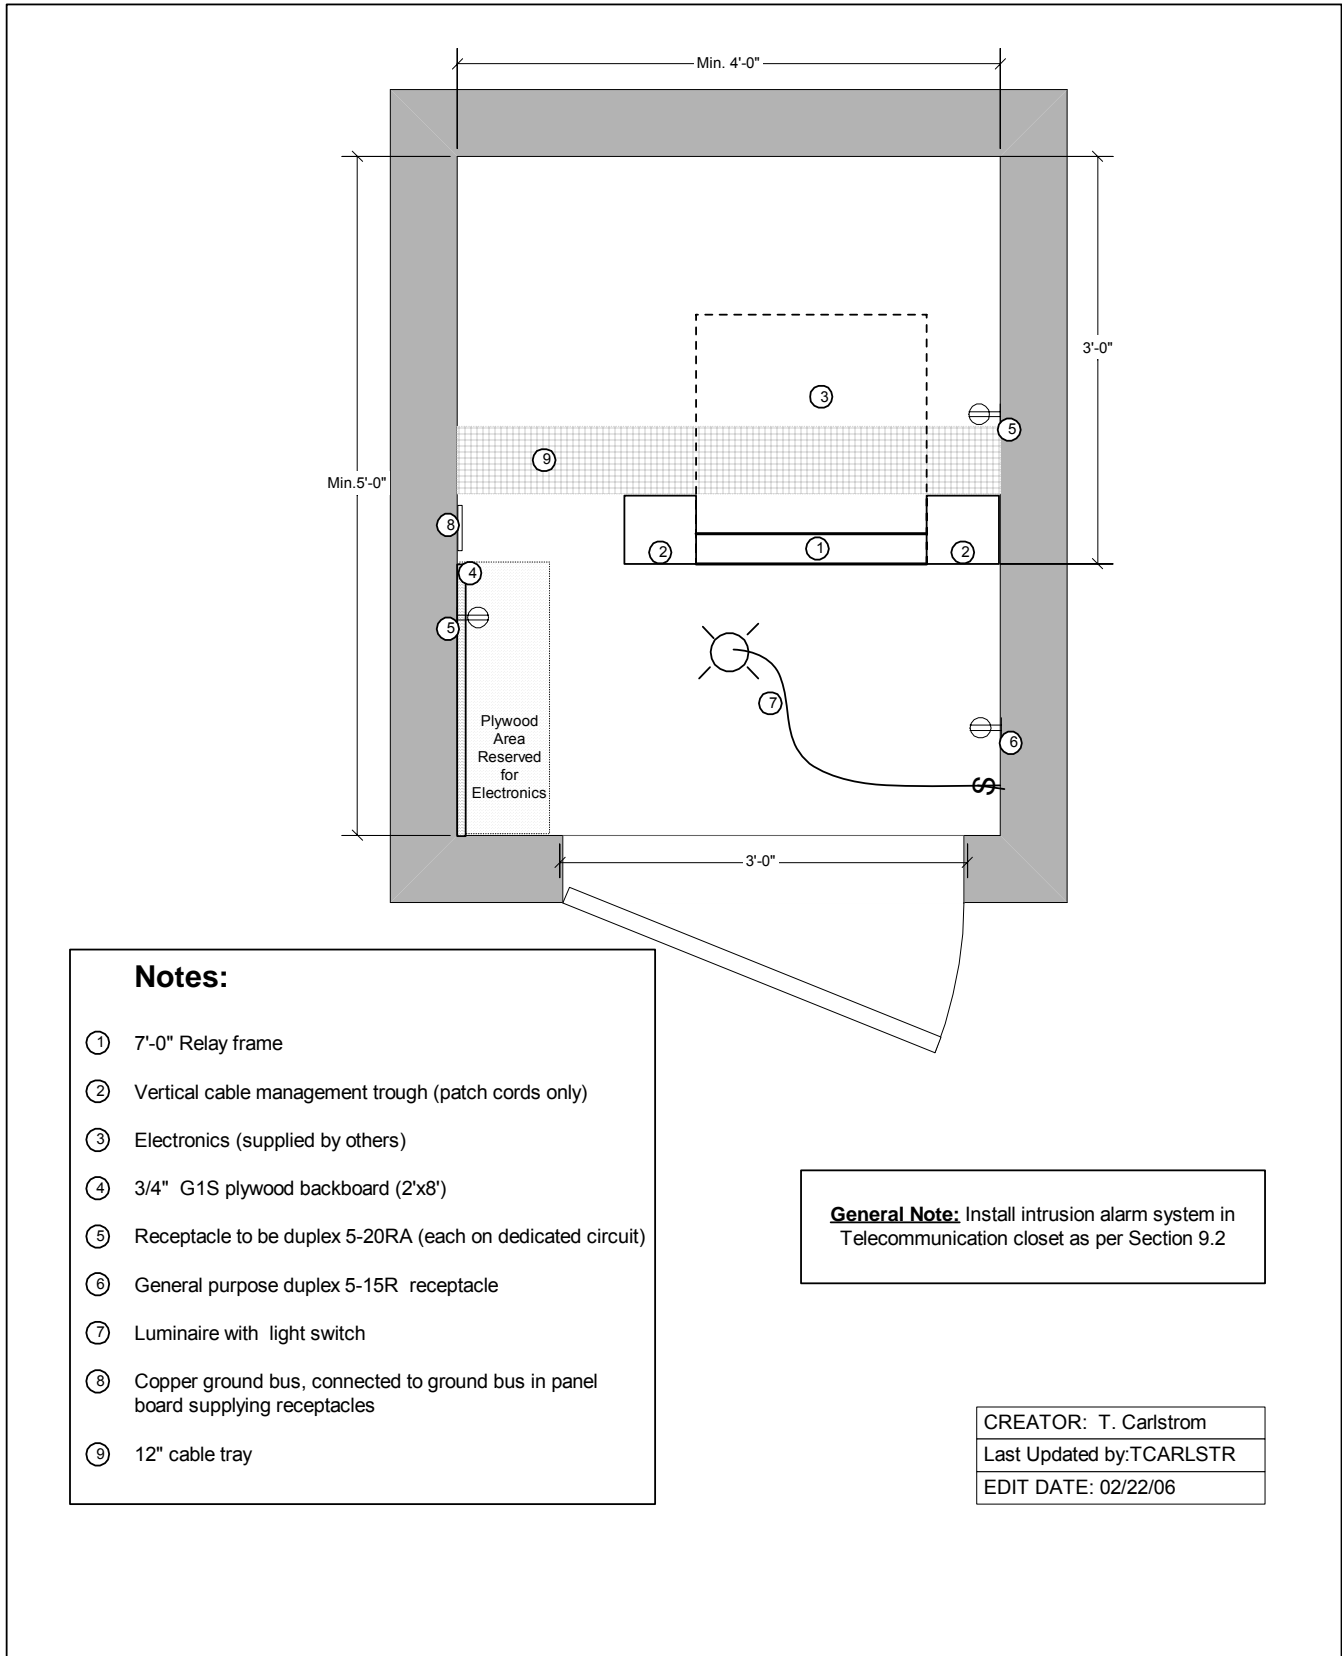 Min. 4'-0"
3'-0"
3
5
9
Min.5'-0"
8
2
1
2
4
5
7
6
Plywood
Area
Reserved
for
Electronics
$
3'-0"
Notes:
1 7'-0" Relay frame
2 Vertical cable management trough (patch cords only)
3 Electronics (supplied by others)
4 3/4" G1S plywood backboard (2'x8')
5 Receptacle to be duplex 5-20RA (each on dedicated circuit)
6 General purpose duplex 5-15R receptacle
7 Luminaire with light switch
8 Copper ground bus, connected to ground bus in panel
board supplying receptacles
9 12" cable tray
General Note: Install intrusion alarm system in
Telecommunication closet as per Section 9.2
CREATOR: T. Carlstrom
Last Updated by:TCARLSTR
EDIT DATE: 02/22/06